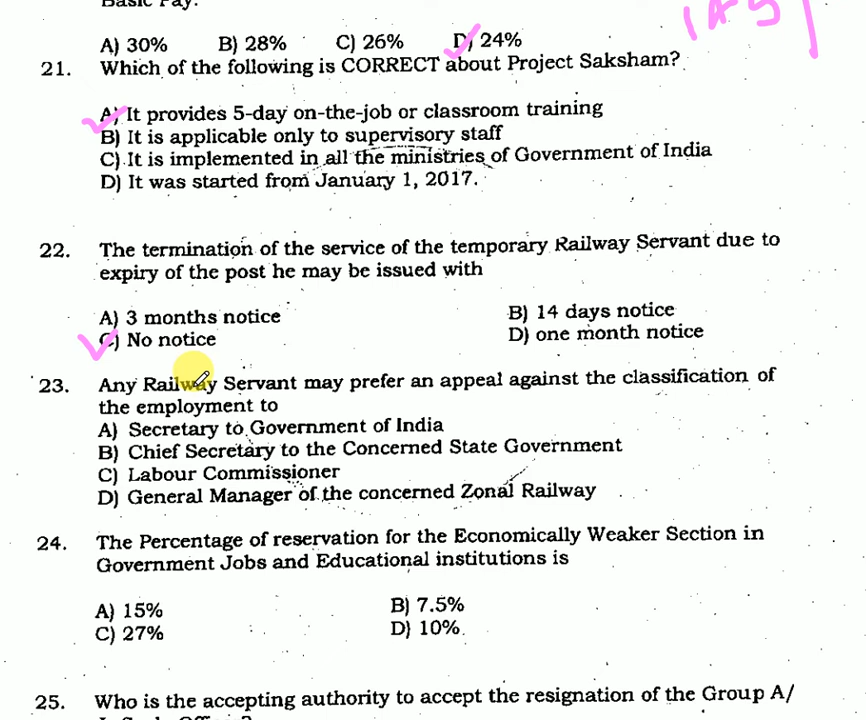 Basic Pay.
A) 30% B) 28% C) 26% D) 24%
21. Which of the following is CORRECT about Project Saksham?
A) It provides 5-day on-the-job or classroom training
B) It is applicable only to supervisory staff
C) It is implemented in all the ministries of Government of India
D) It was started from January 1, 2017.
22. The termination of the service of the temporary Railway Servant due to
expiry of the post he may be issued with
A) 3 months notice B) 14 days notice
C) No notice D) one month notice
23. Any Railway Servant may prefer an appeal against the classification of
the employment to
A) Secretary to Government of India
B) Chief Secretary to the Concerned State Government
C) Labour Commissioner
D) General Manager of the concerned Zonal Railway
24. The Percentage of reservation for the Economically Weaker Section in
Government Jobs and Educational institutions is
A) 15% B) 7.5%
C) 27% D) 10%
25. Who is the accepting authority to accept the resignation of the Group A/